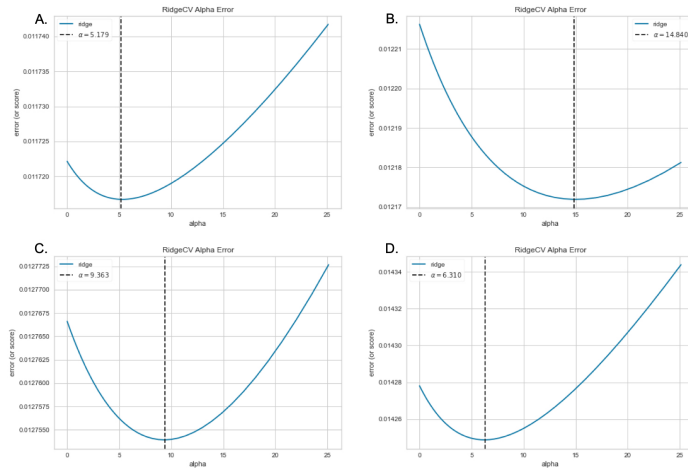 A.
RidgeCV Alpha Error
ridge
α = 5.179
0.011740
0.011735
0.011730
0.011725
0.011720
error (or score)
0 5 10 15 20 25
alpha
B.
RidgeCV Alpha Error
ridge
α = 14.840
0.01221
0.01220
0.01219
0.01218
0.01217
error (or score)
0 5 10 15 20 25
alpha
C.
RidgeCV Alpha Error
ridge
α = 9.363
0.0127725
0.0127700
0.0127675
0.0127650
0.0127625
0.0127600
0.0127575
0.0127550
error (or score)
0 5 10 15 20 25
alpha
D.
RidgeCV Alpha Error
ridge
α = 6.310
0.01434
0.01432
0.01430
0.01428
0.01426
error (or score)
0 5 10 15 20 25
alpha